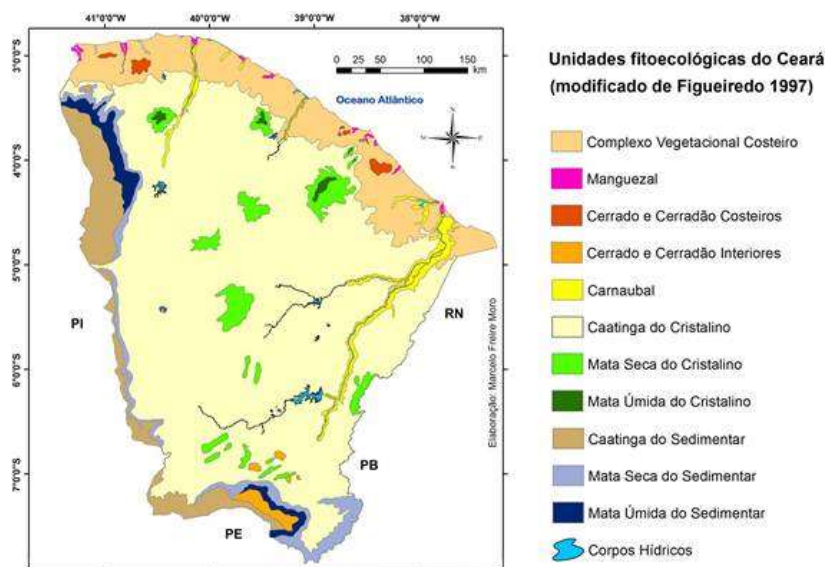 41°0'0"W
40°0'0"W
39°0'0"W
38°0'0"W
3°0'0"S
4°0'0"S
5°0'0"S
6°0'0"S
7°0'0"S
0 25 50 100 150
km
Oceano Atlântico
N
PI
RN
PB
PE
Elaboração: Marcelo Freire Moro
Unidades fitoecológicas do Ceará
(modificado de Figueiredo 1997)
Complexo Vegetacional Costeiro
Manguezal
Cerrado e Cerradão Costeiros
Cerrado e Cerradão Interiores
Carnaubal
Caatinga do Cristalino
Mata Seca do Cristalino
Mata Úmida do Cristalino
Caatinga do Sedimentar
Mata Seca do Sedimentar
Mata Úmida do Sedimentar
Corpos Hídricos